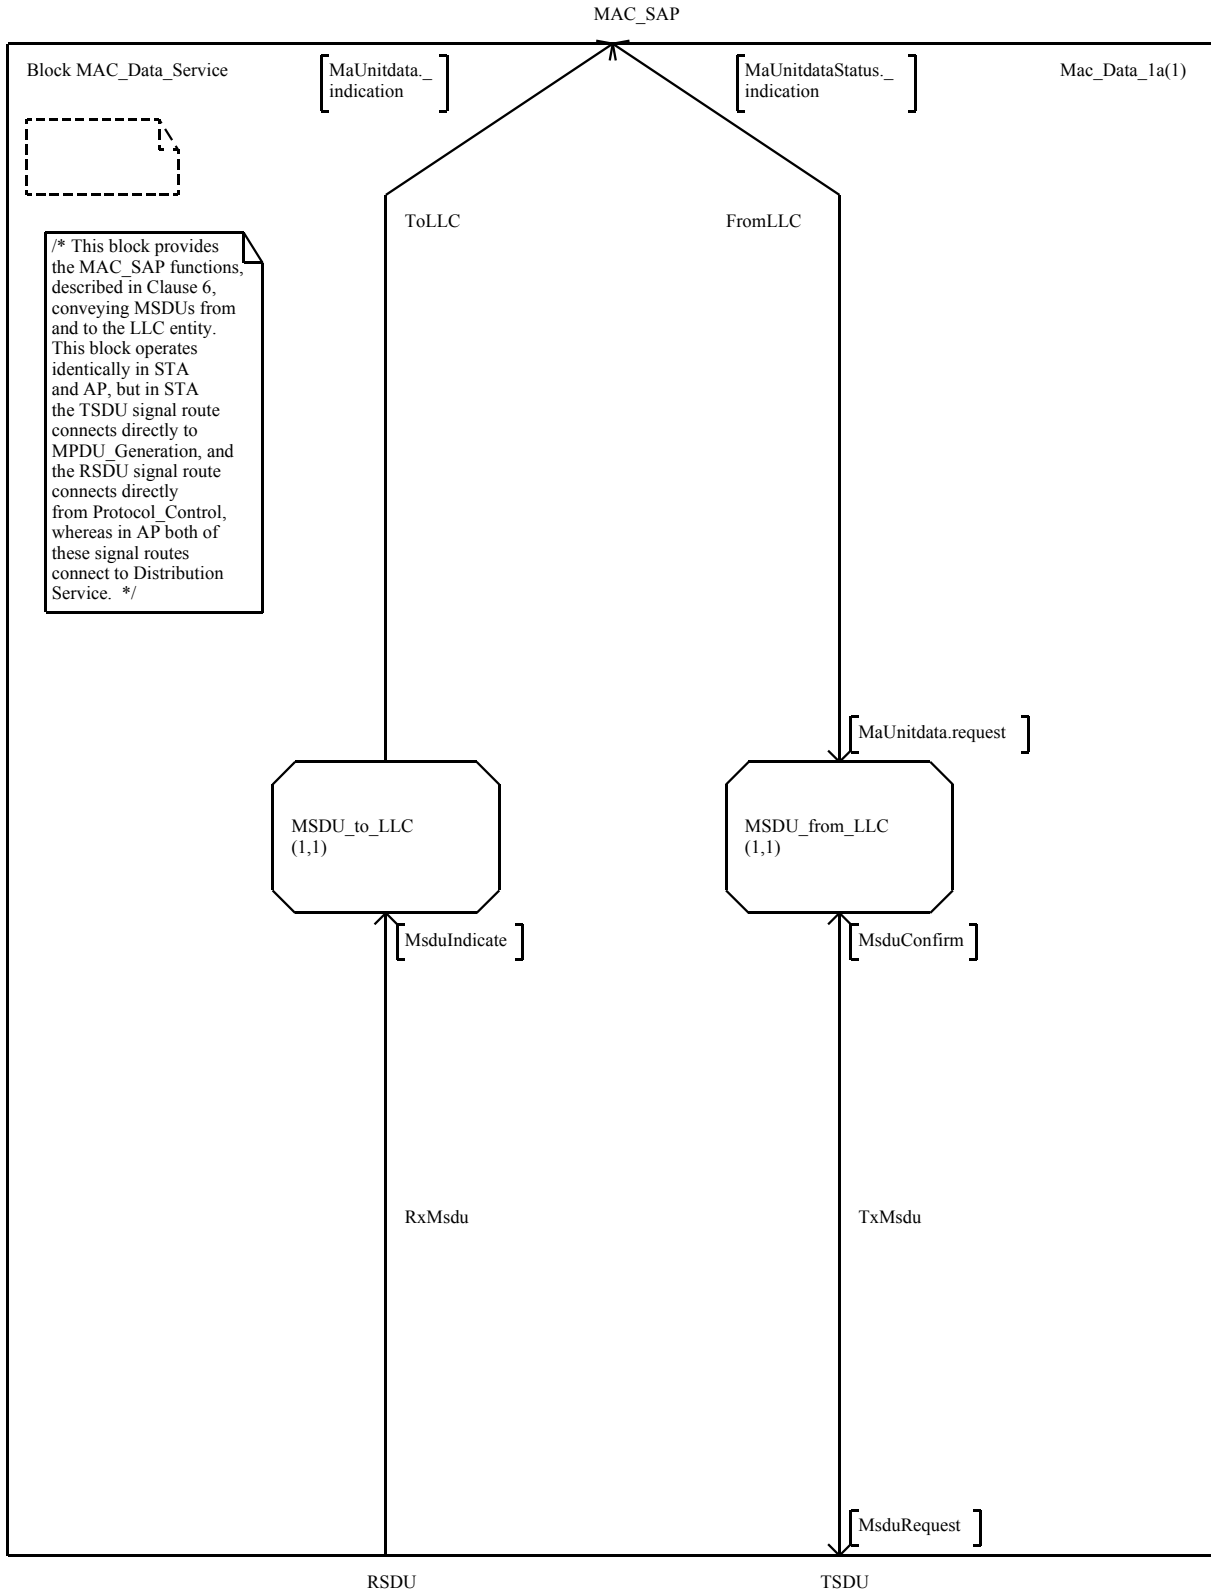 MAC_SAP
Block MAC_Data_Service
MaUnitdata._
indication
MaUnitdataStatus._
indication
Mac_Data_1a(1)
ToLLC
FromLLC
/* This block provides
the MAC_SAP functions,
described in Clause 6,
conveying MSDUs from
and to the LLC entity.
This block operates
identically in STA
and AP, but in STA
the TSDU signal route
connects directly to
MPDU_Generation, and
the RSDU signal route
connects directly
from Protocol_Control,
whereas in AP both of
these signal routes
connect to Distribution
Service. */
MaUnitdata.request
MSDU_to_LLC
(1,1)
MSDU_from_LLC
(1,1)
MsduIndicate
MsduConfirm
RxMsdu
TxMsdu
MsduRequest
RSDU
TSDU